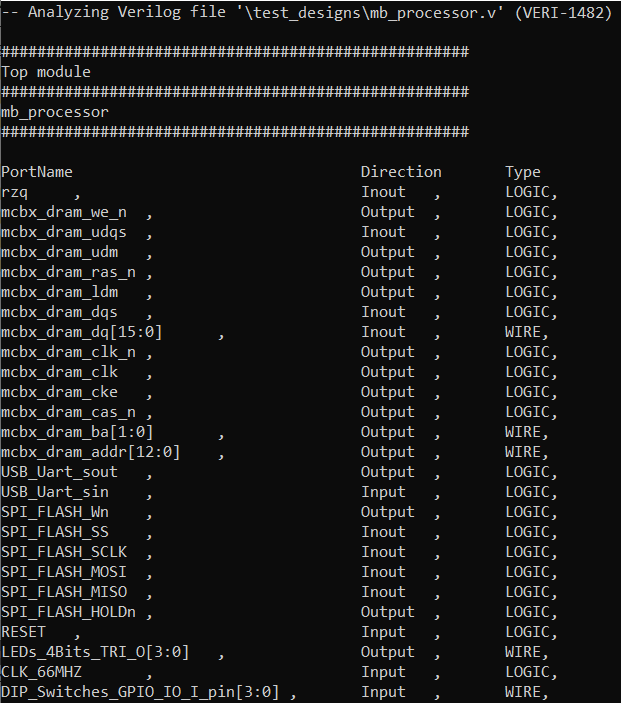 -- Analyzing Verilog file '\test_designs\mb_processor.v' (VERI-1482)
####################################################
Top module
####################################################
mb_processor
####################################################
PortName Direction Type
rzq , Inout , LOGIC,
mcbx_dram_we_n , Output , LOGIC,
mcbx_dram_udqs , Inout , LOGIC,
mcbx_dram_udm , Output , LOGIC,
mcbx_dram_ras_n , Output , LOGIC,
mcbx_dram_ldm , Output , LOGIC,
mcbx_dram_dqs , Inout , LOGIC,
mcbx_dram_dq[15:0] , Inout , WIRE,
mcbx_dram_clk_n , Output , LOGIC,
mcbx_dram_clk , Output , LOGIC,
mcbx_dram_cke , Output , LOGIC,
mcbx_dram_cas_n , Output , LOGIC,
mcbx_dram_ba[1:0] , Output , WIRE,
mcbx_dram_addr[12:0] , Output , WIRE,
USB_Uart_sout , Output , LOGIC,
USB_Uart_sin , Input , LOGIC,
SPI_FLASH_Wn , Output , LOGIC,
SPI_FLASH_SS , Inout , LOGIC,
SPI_FLASH_SCLK , Inout , LOGIC,
SPI_FLASH_MOSI , Inout , LOGIC,
SPI_FLASH_MISO , Inout , LOGIC,
SPI_FLASH_HOLDn , Output , LOGIC,
RESET , Input , LOGIC,
LEDs_4Bits_TRI_O[3:0] , Output , WIRE,
CLK_66MHZ , Input , LOGIC,
DIP_Switches_GPIO_IO_I_pin[3:0] , Input , WIRE,